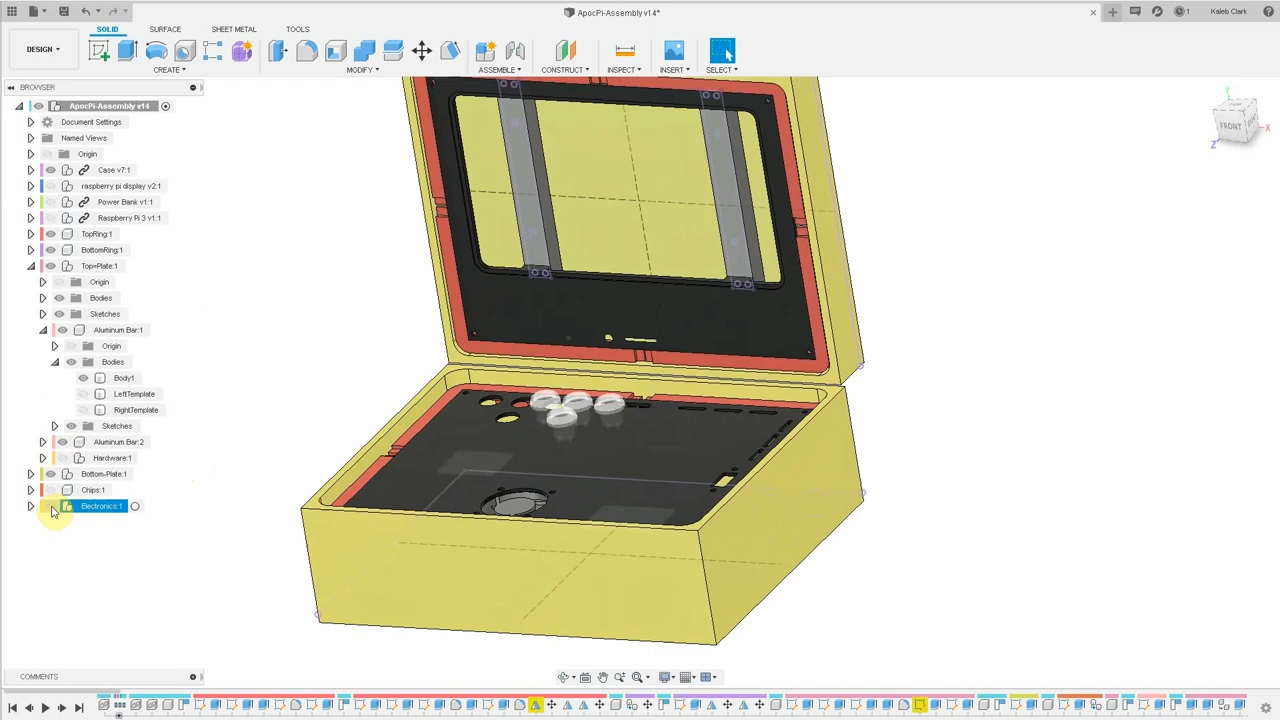 ApocPi-Assembly v14*
1
Kaleb Clark
DESIGN
SOLID
SURFACE
SHEET METAL
TOOLS
CREATE
MODIFY
ASSEMBLE
CONSTRUCT
INSPECT
INSERT
SELECT
BROWSER
ApocPi-Assembly v14
Document Settings
Named Views
Origin
Case v7:1
raspberry pi display v2:1
Power Bank v1:1
Raspberry Pi 3 v1:1
TopRing:1
BottomRing:1
Top=Plate:1
Origin
Bodies
Sketches
Aluminum Bar:1
Origin
Bodies
Body1
LeftTemplate
RightTemplate
Sketches
Aluminum Bar:2
Hardware:1
Bottom-Plate:1
Chips:1
Electronics:1
Y
X
Z
FRONT
COMMENTS